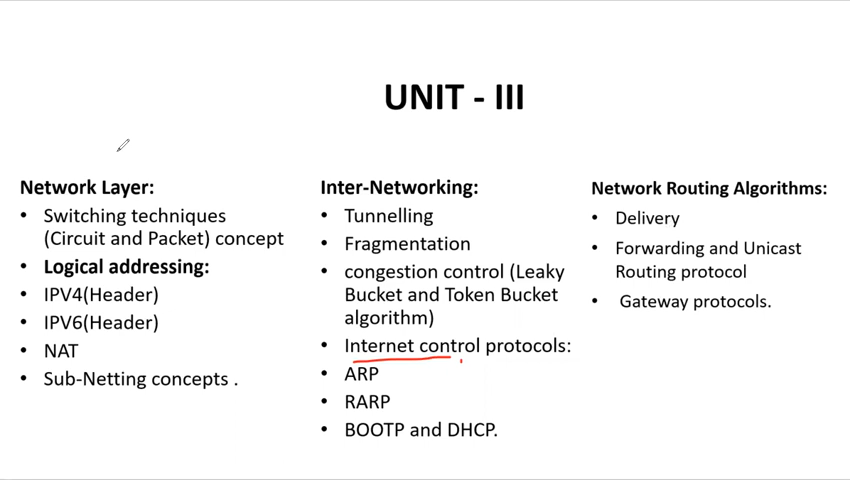 UNIT - III
Network Layer:
• Switching techniques
(Circuit and Packet) concept
• Logical addressing:
• IPV4(Header)
• IPV6(Header)
• NAT
• Sub-Netting concepts .
Inter-Networking:
• Tunnelling
• Fragmentation
• congestion control (Leaky
Bucket and Token Bucket
algorithm)
• Internet control protocols:
• ARP
• RARP
• BOOTP and DHCP.
Network Routing Algorithms:
• Delivery
• Forwarding and Unicast
Routing protocol
• Gateway protocols.